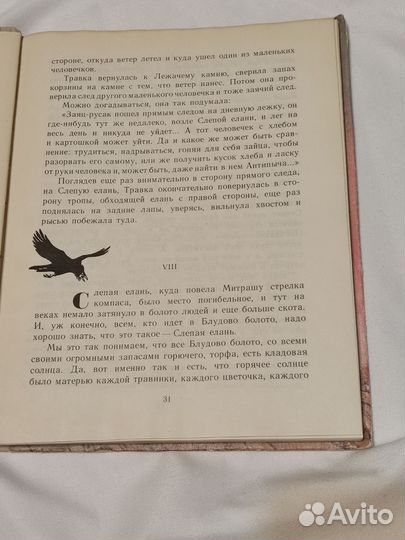 стороне, откуда ветер летел и куда ушел один из маленьких
человечков.
Травка вернулась к Лежачему камню, сверила запах
корзины на камне с тем, что ветер нанес. Потом она про-
верила след другого маленького человечка и тоже заячий след.
Можно догадываться, она так подумала:
«Заяц-русак пошел прямым следом на дневную лежку, он
где-нибудь тут же недалеко, возле Слепой елани, и лег на
весь день и никуда не уйдет... А тот человечек с хлебом
и картошкой может уйти. Да и какое же может быть срав-
нение: трудиться, надрываться, гоняя для себя зайца, чтобы
разорвать его самому, или же получить кусок хлеба и ласку
от руки человека и, может быть, даже найти в нем Антипыча...»
Поглядев еще раз внимательно в сторону прямого следа,
на Слепую елань, Травка окончательно повернулась в сто-
рону тропы, обходящей елань с правой стороны, еще раз
поднялась на задние лапы, уверясь, вильнула хвостом и
рысью побежала туда.
VIII
Слепая елань, куда повела Митрашу стрелка
компаса, было место погибельное, и тут на
веках немало затянуло в болото людей и еще больше скота.
И, уж конечно, всем, кто идет в Блудово болото, надо
хорошо знать, что это такое — Слепая елань.
Мы это так понимаем, что все Блудово болото, со всеми
своими огромными запасами горючего, торфа, есть кладовая
солнца. Да, вот именно так и есть, что горячее солнце
было матерью каждой травинки, каждого цветочка, каждого
31
Avito